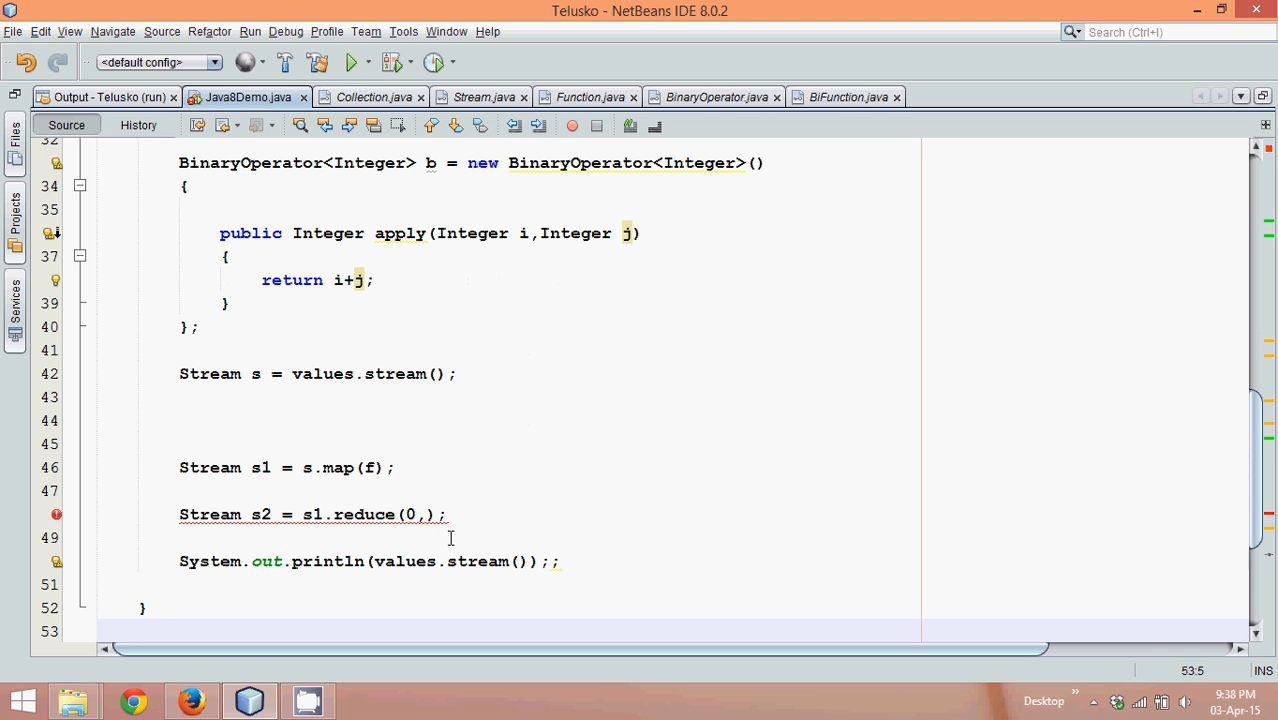 Telusko - NetBeans IDE 8.0.2
File Edit View Navigate Source Refactor Run Debug Profile Team Tools Window Help
Search (Ctrl+I)
<default config>
Output - Telusko (run) Java8Demo.java Collection.java Stream.java Function.java BinaryOperator.java BiFunction.java
Source History
Files
Projects
Services
32
BinaryOperator<Integer> b = new BinaryOperator<Integer>()
34 {
35
public Integer apply(Integer i,Integer j)
37 {
return i+j;
39 }
40 };
41
42 Stream s = values.stream();
43
44
45
46 Stream s1 = s.map(f);
47
Stream s2 = s1.reduce(0,);
49
System.out.println(values.stream());;
51
52 }
53
53:5 INS
Desktop
9:38 PM
03-Apr-15